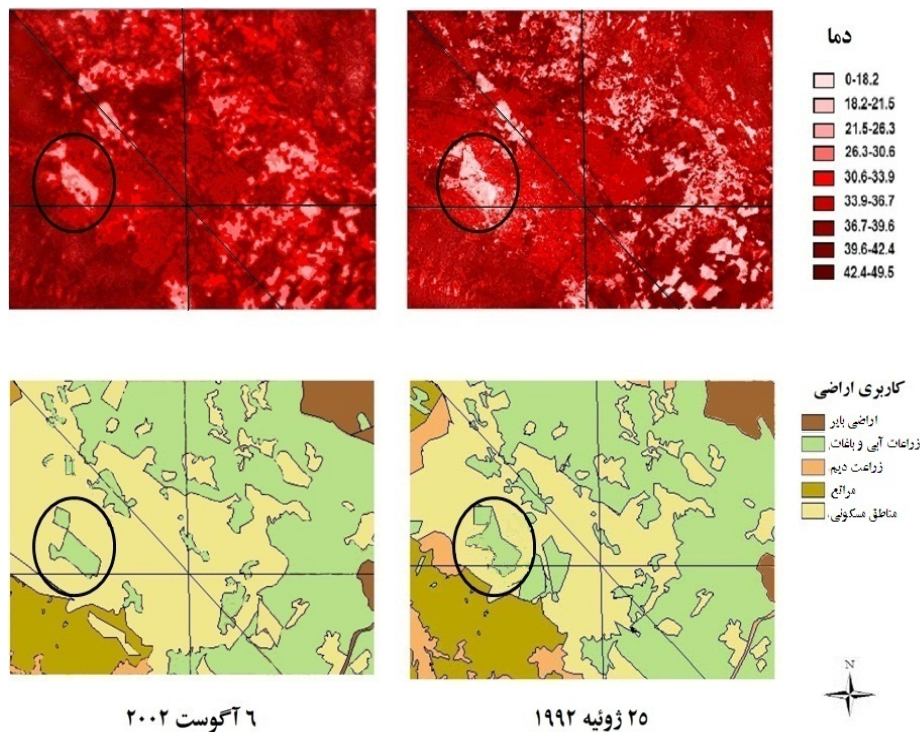 دما
0-18.2
18.2-21.5
21.5-26.3
26.3-30.6
30.6-33.9
33.9-36.7
36.7-39.6
39.6-42.4
42.4-49.5
کاربری اراضی
اراضی بایر
زراعات آبی و باغات
زراعت دیم
مراتع
مناطق مسکونی
N
۲۵ ژوئیه ۱۹۹۲
۶ آگوست ۲۰۰۲